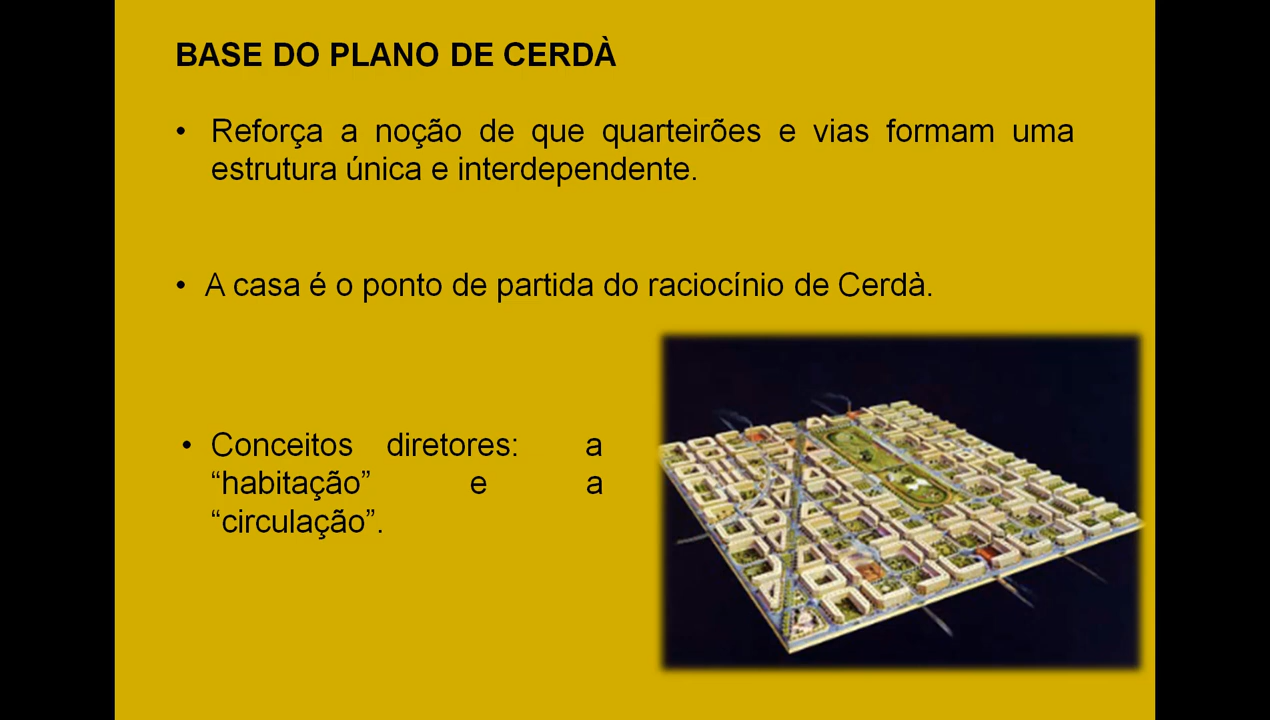 BASE DO PLANO DE CERDÀ
• Reforça a noção de que quarteirões e vias formam uma
estrutura única e interdependente.
• A casa é o ponto de partida do raciocínio de Cerdà.
• Conceitos diretores: a
“habitação” e a
“circulação”.